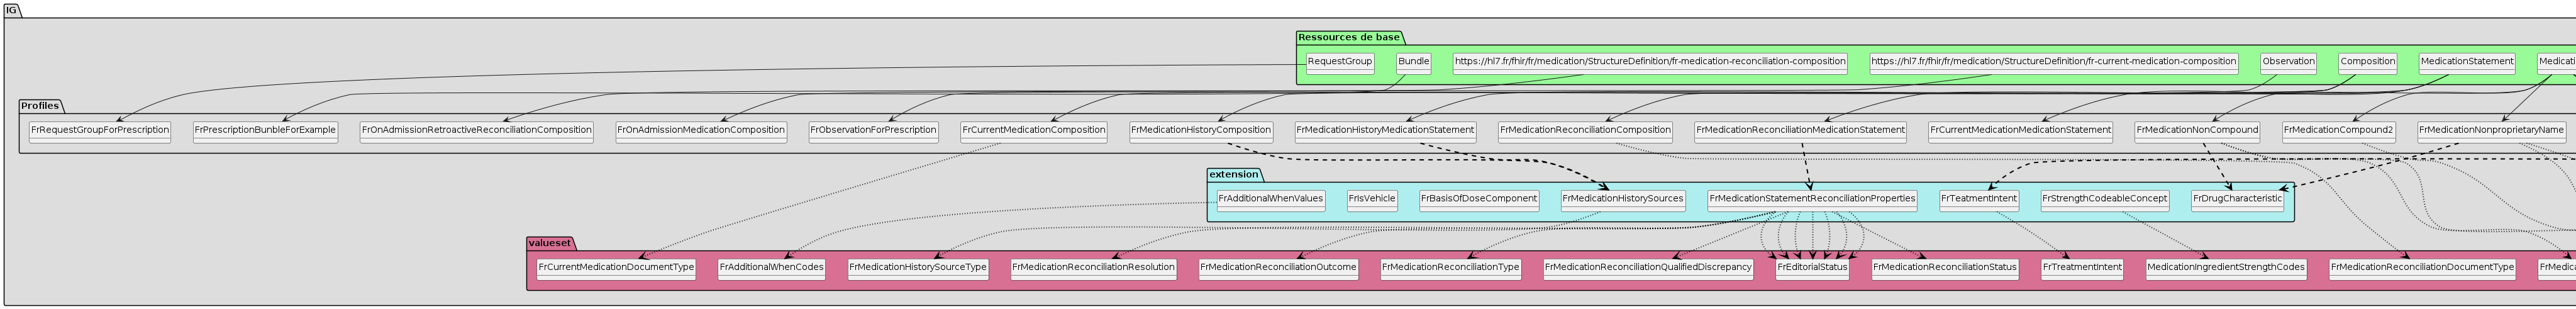 IG
Ressources de base
RequestGroup
Bundle
https://hl7.fr/fhir/fr/medication/StructureDefinition/fr-medication-reconciliation-composition
https://hl7.fr/fhir/fr/medication/StructureDefinition/fr-current-medication-composition
Observation
Composition
MedicationStatement
Medicati
Profiles
FrRequestGroupForPrescription
FrPrescriptionBunbleForExample
FrOnAdmissionRetroactiveReconciliationComposition
FrOnAdmissionMedicationComposition
FrObservationForPrescription
FrCurrentMedicationComposition
FrMedicationHistoryComposition
FrMedicationHistoryMedicationStatement
FrMedicationReconciliationComposition
FrMedicationReconciliationMedicationStatement
FrCurrentMedicationMedicationStatement
FrMedicationNonCompound
FrMedicationCompound2
FrMedicationNonproprietaryName
extension
FrAdditionalWhenValues
FrIsVehicle
FrBasisOfDoseComponent
FrMedicationHistorySources
FrMedicationStatementReconciliationProperties
FrTeatmentIntent
FrStrengthCodeableConcept
FrDrugCharacteristic
valueset
FrCurrentMedicationDocumentType
FrAdditionalWhenCodes
FrMedicationHistorySourceType
FrMedicationReconciliationResolution
FrMedicationReconciliationOutcome
FrMedicationReconciliationType
FrMedicationReconciliationQualifiedDiscrepancy
FrEditorialStatus
FrMedicationReconciliationStatus
FrTreatmentIntent
MedicationIngredientStrengthCodes
FrMedicationReconciliationDocumentType
FrMedica